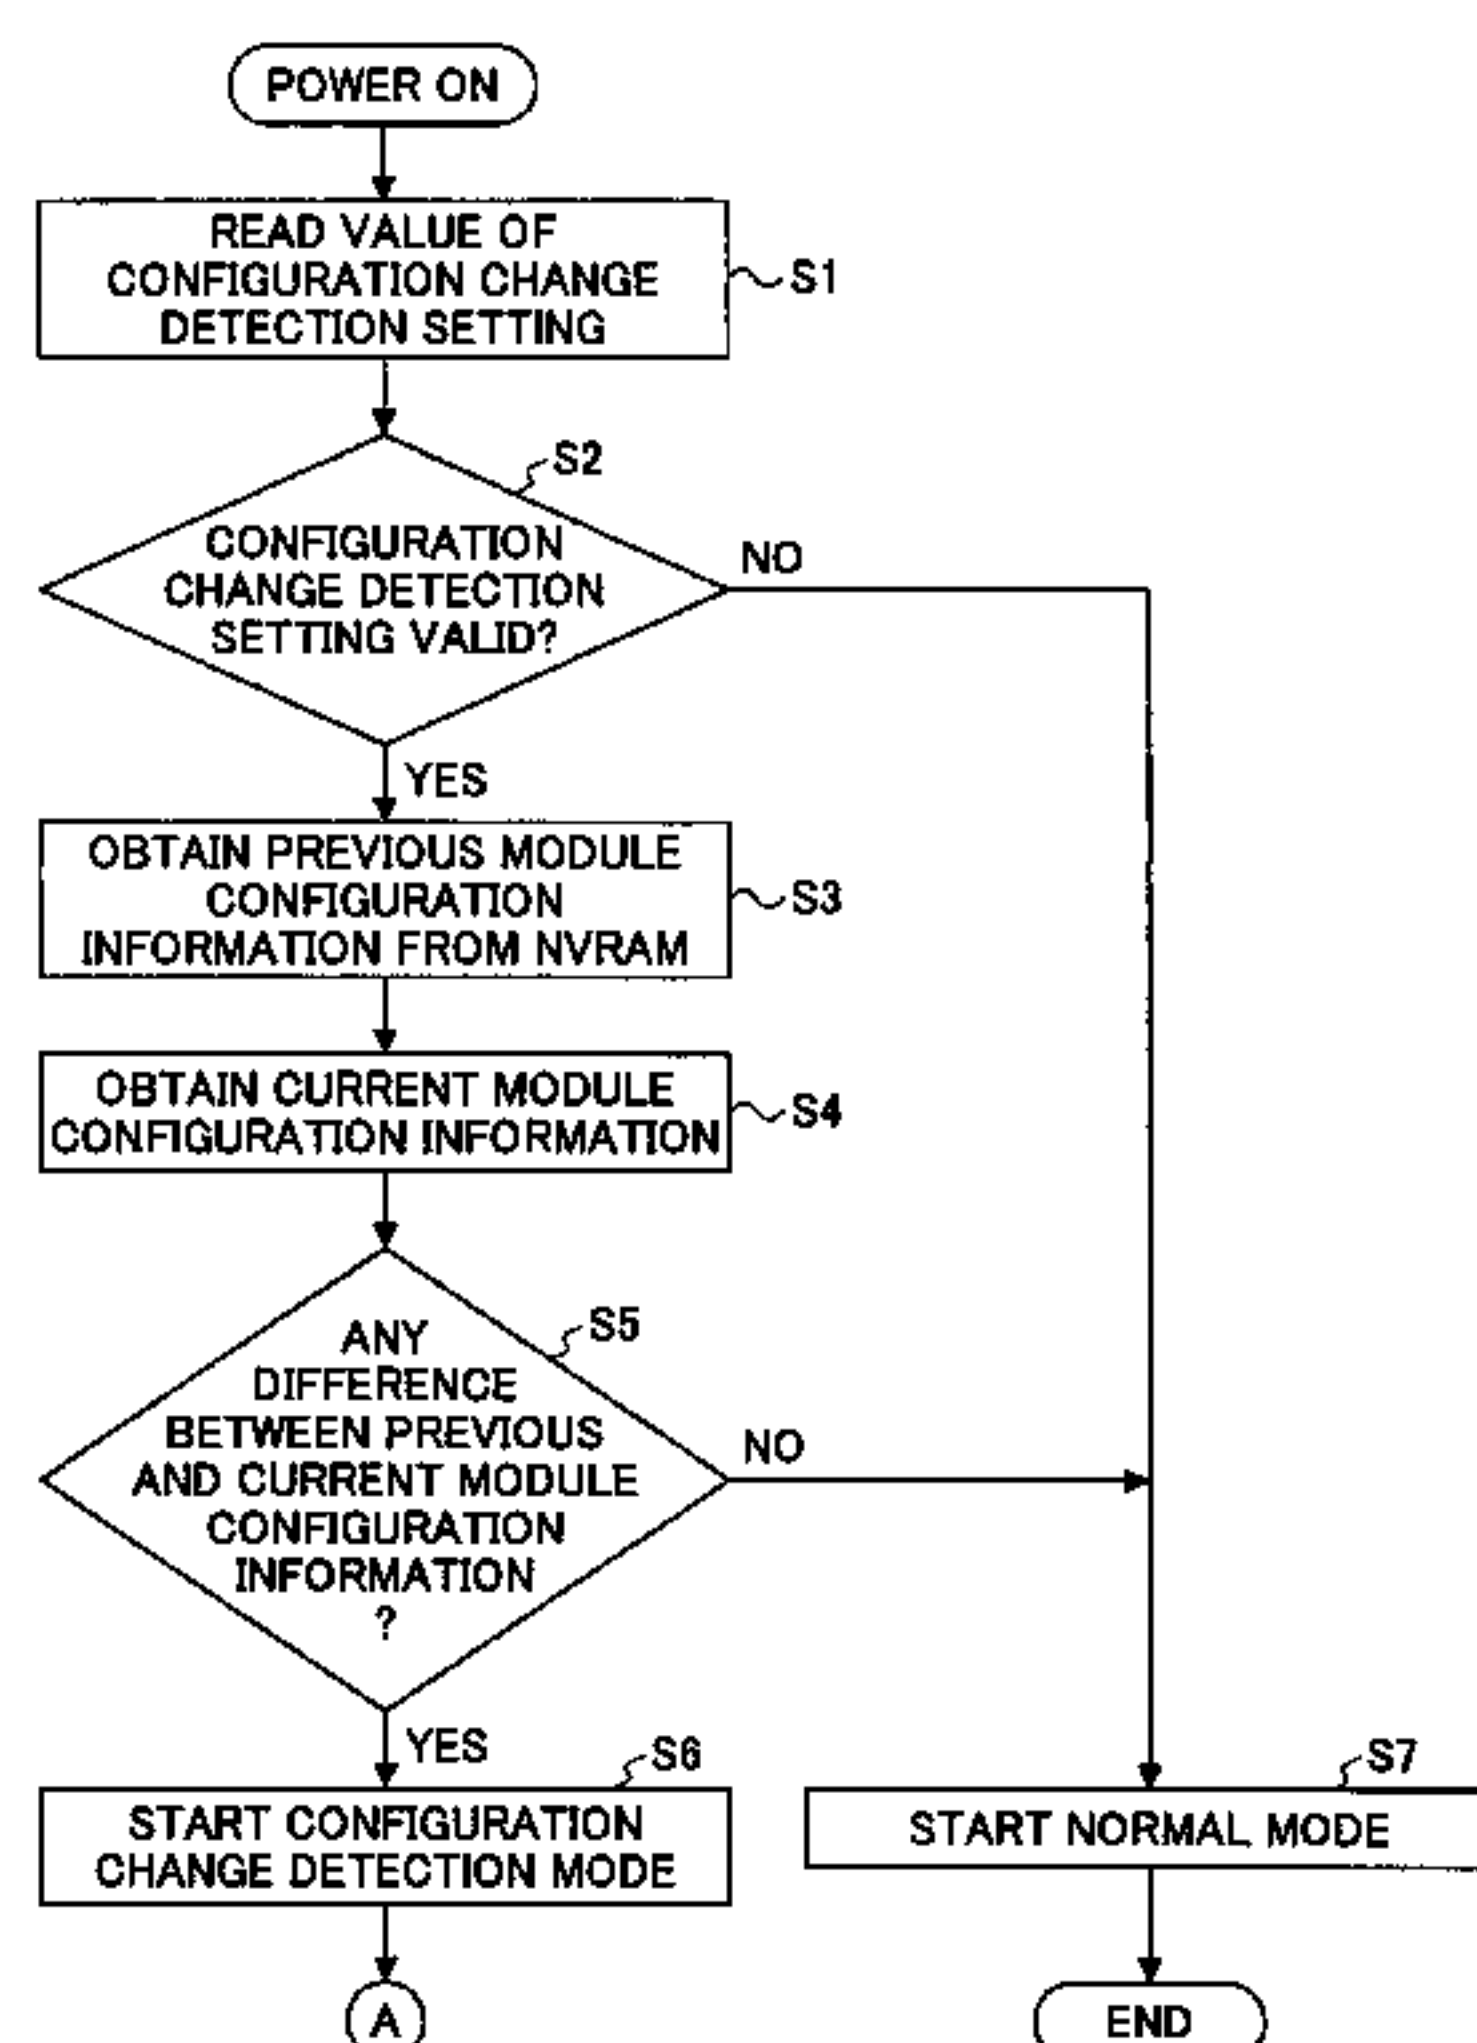 POWER ON
READ VALUE OF
CONFIGURATION CHANGE
DETECTION SETTING
S1
S2
CONFIGURATION
CHANGE DETECTION
SETTING VALID?
NO
YES
OBTAIN PREVIOUS MODULE
CONFIGURATION
INFORMATION FROM NVRAM
S3
OBTAIN CURRENT MODULE
CONFIGURATION INFORMATION
S4
S5
ANY
DIFFERENCE
BETWEEN PREVIOUS
AND CURRENT MODULE
CONFIGURATION
INFORMATION
?
NO
YES
S6
START CONFIGURATION
CHANGE DETECTION MODE
S7
START NORMAL MODE
A
END